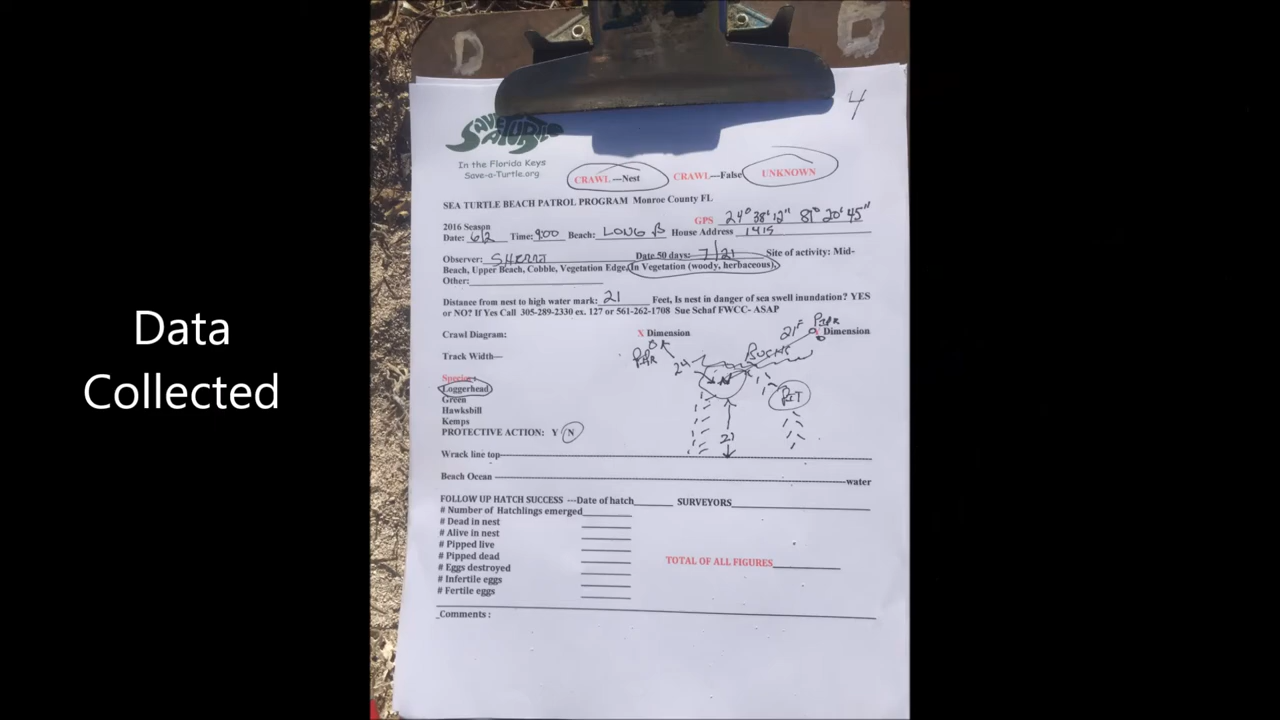 Data
Collected
D
4
SAVE A TURTLE
In the Florida Keys
Save-a-Turtle.org
CRAWL —Nest CRAWL—False UNKNOWN
SEA TURTLE BEACH PATROL PROGRAM Monroe County FL
GPS 24° 38' 12" 81° 20' 45"
2016 Season
Date: 6/2 Time: 900 Beach: LONG B House Address 1415
Observer: Date 50 days: 7/21 Site of activity: Mid-
Beach, Upper Beach, Cobble, Vegetation Edge, In Vegetation (woody, herbaceous),
Other:
Distance from nest to high water mark: 21 Feet, Is nest in danger of sea swell inundation? YES
or NO? If Yes Call 305-289-2330 ex. 127 or 561-262-1708 Sue Schaf FWCC- ASAP
Crawl Diagram: X Dimension 21F Dimension
Track Width— 24
Species:
Loggerhead
Green PIT
Hawksbill
Kemps
PROTECTIVE ACTION: Y N 21
Wrack line top
Beach Ocean water
FOLLOW UP HATCH SUCCESS ---Date of hatch SURVEYORS
# Number of Hatchlings emerged
# Dead in nest
# Alive in nest
# Pipped live
# Pipped dead
TOTAL OF ALL FIGURES
# Eggs destroyed
# Infertile eggs
# Fertile eggs
Comments :